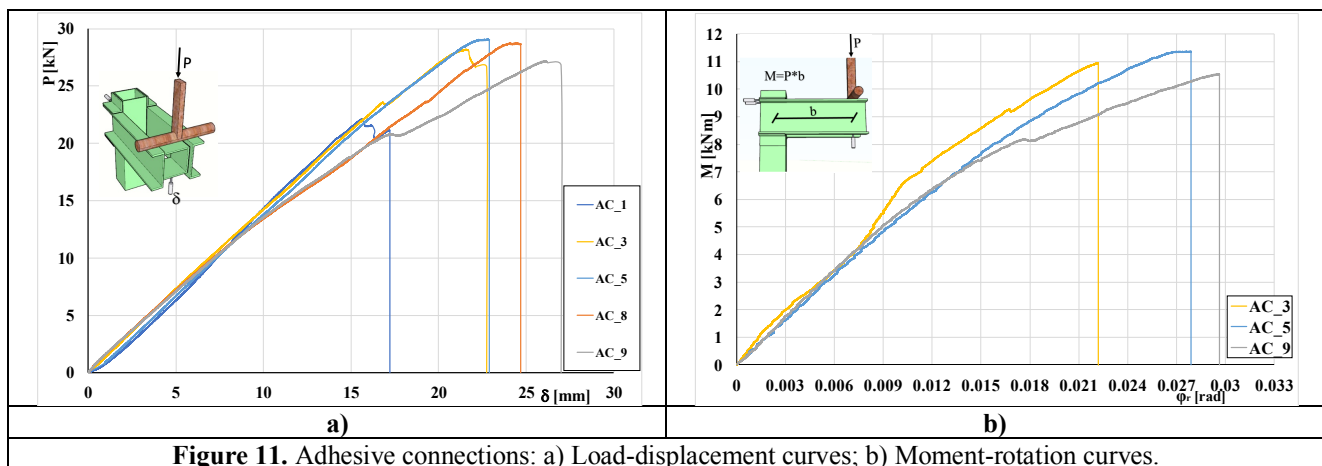 P [kN]
30
25
20
15
10
5
0
P
δ
AC_1
AC_3
AC_5
AC_8
AC_9
0 5 10 15 20 25 30
δ [mm]
M [kNm]
12
11
10
9
8
7
6
5
4
3
2
1
0
P
M=P*b
b
AC_3
AC_5
AC_9
0 0.003 0.006 0.009 0.012 0.015 0.018 0.021 0.024 0.027 0.03 0.033
φr [rad]
a)
b)
Figure 11. Adhesive connections: a) Load-displacement curves; b) Moment-rotation curves.